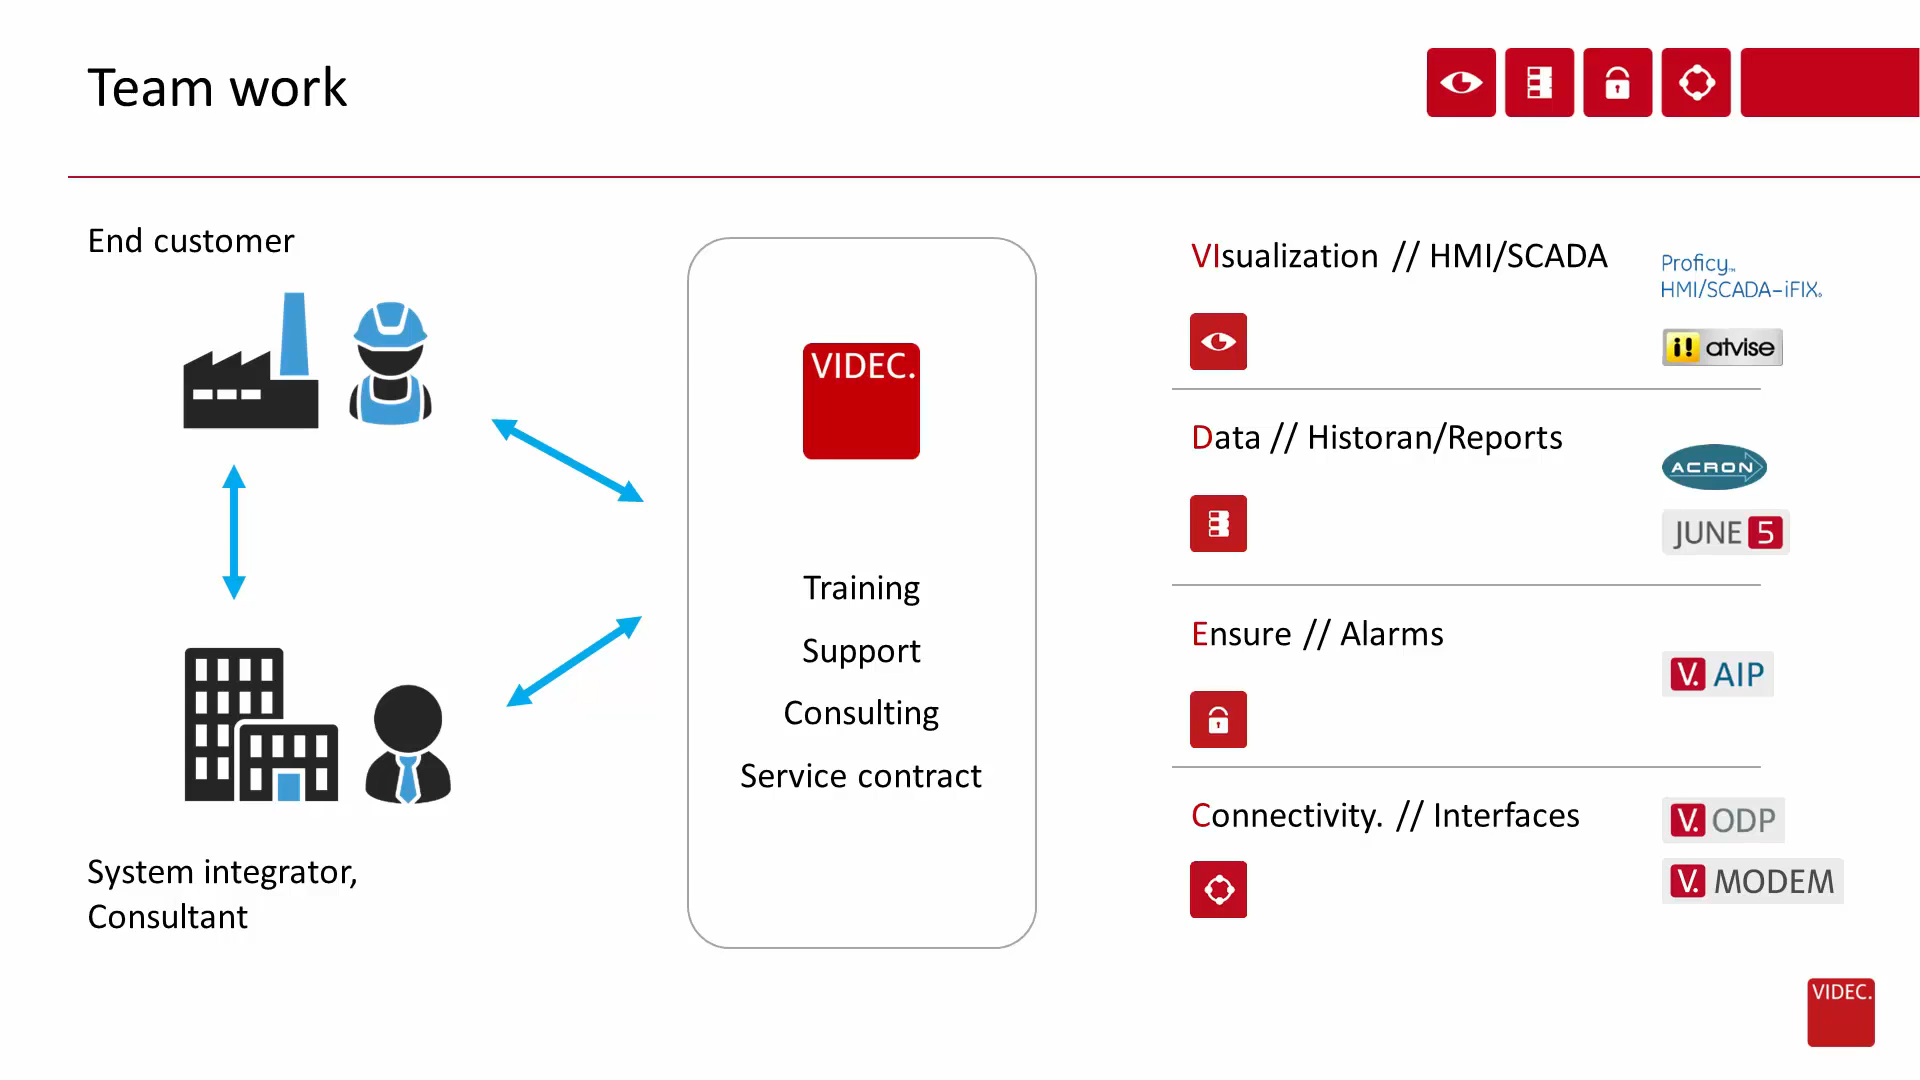 Team work
End customer
System integrator,
Consultant
VIDEC.
Training
Support
Consulting
Service contract
VIsualization // HMI/SCADA
Proficy™
HMI/SCADA–iFIX®
i! atvise
Data // Historan/Reports
ACRON
JUNE 5
Ensure // Alarms
V. AIP
Connectivity. // Interfaces
V. ODP
V. MODEM
VIDEC.